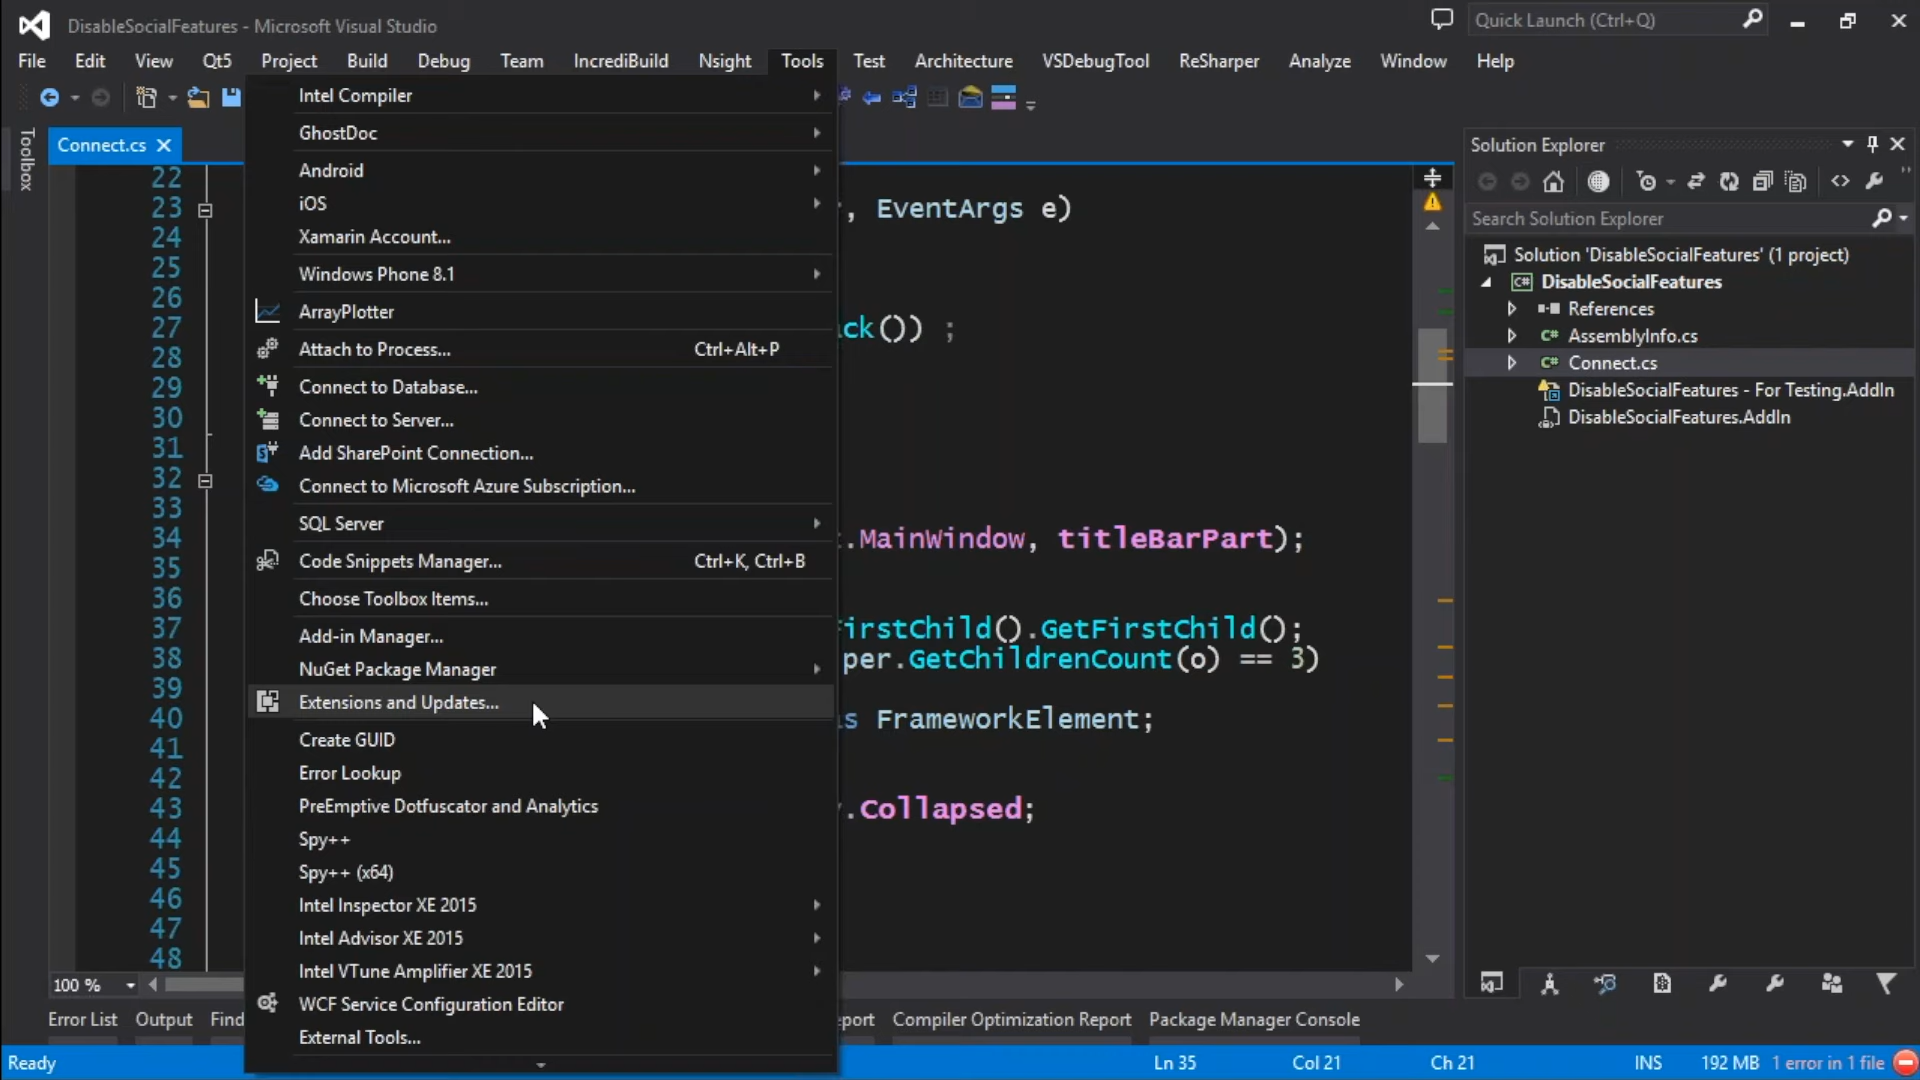 DisableSocialFeatures - Microsoft Visual Studio
Quick Launch (Ctrl+Q)
File Edit View Qt5 Project Build Debug Team IncrediBuild Nsight Tools Test Architecture VSDebugTool ReSharper Analyze Window Help
Toolbox
Connect.cs
22
23
24
25
26
27
28
29
30
31
32
33
34
35
36
37
38
39
40
41
42
43
44
45
46
47
48
Intel Compiler
GhostDoc
Android
iOS
Xamarin Account...
Windows Phone 8.1
ArrayPlotter
Attach to Process... Ctrl+Alt+P
Connect to Database...
Connect to Server...
Add SharePoint Connection...
Connect to Microsoft Azure Subscription...
SQL Server
Code Snippets Manager... Ctrl+K, Ctrl+B
Choose Toolbox Items...
Add-in Manager...
NuGet Package Manager
Extensions and Updates...
Create GUID
Error Lookup
PreEmptive Dotfuscator and Analytics
Spy++
Spy++ (x64)
Intel Inspector XE 2015
Intel Advisor XE 2015
Intel VTune Amplifier XE 2015
WCF Service Configuration Editor
External Tools...
, EventArgs e)
ck()) ;
.MainWindow, titleBarPart);
irstChild().GetFirstChild();
per.GetChildrenCount(o) == 3)
s FrameworkElement;
.Collapsed;
Solution Explorer
Search Solution Explorer
Solution 'DisableSocialFeatures' (1 project)
DisableSocialFeatures
References
AssemblyInfo.cs
Connect.cs
DisableSocialFeatures - For Testing.AddIn
DisableSocialFeatures.AddIn
100 %
Error List Output Find port Compiler Optimization Report Package Manager Console
Ready Ln 35 Col 21 Ch 21 INS 192 MB 1 error in 1 file